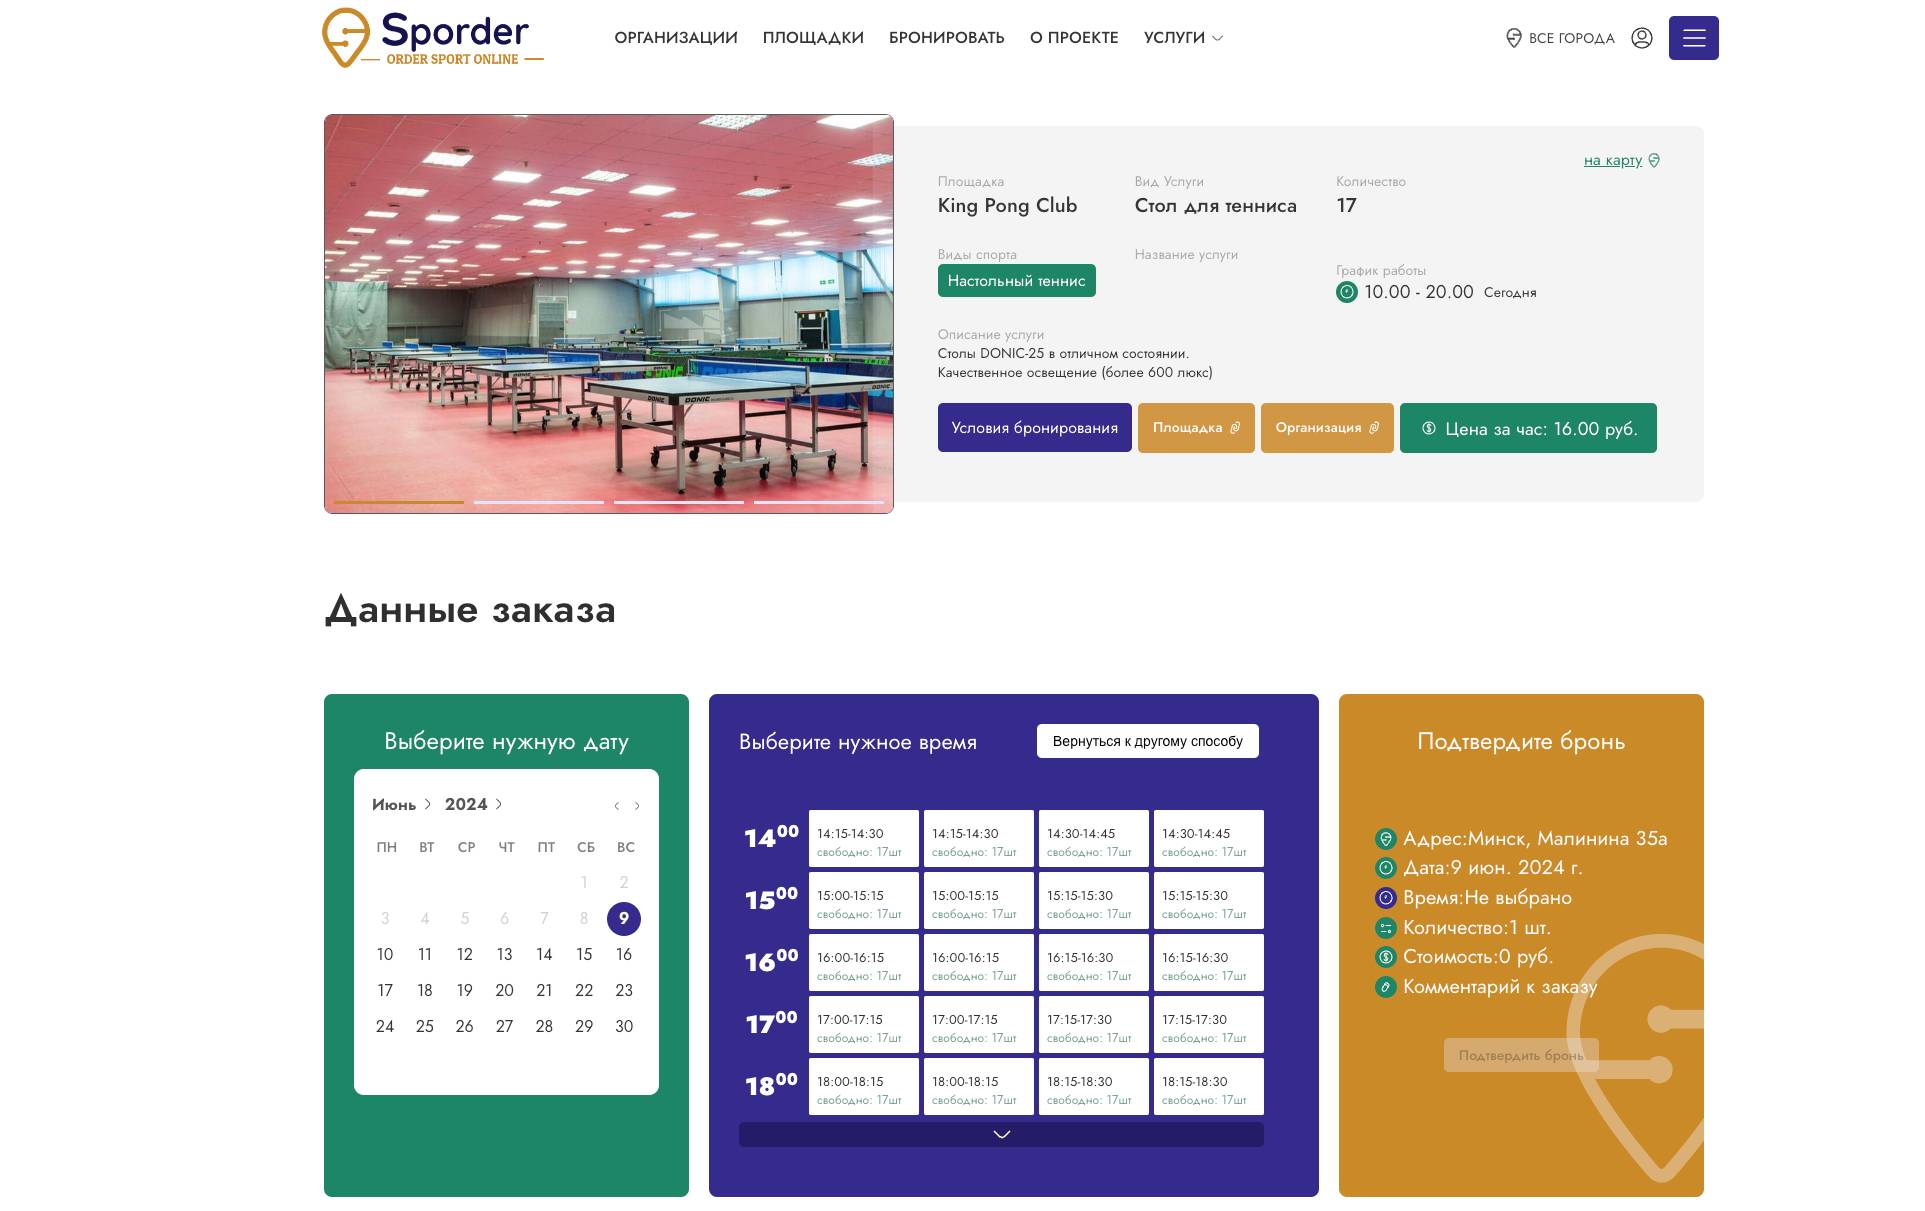 Sporder
ORDER SPORT ONLINE
ОРГАНИЗАЦИИ
ПЛОЩАДКИ
БРОНИРОВАТЬ
О ПРОЕКТЕ
УСЛУГИ
ВСЕ ГОРОДА
на карту
Площадка
King Pong Club
Вид Услуги
Стол для тенниса
Количество
17
Виды спорта
Настольный теннис
Название услуги
График работы
10.00 - 20.00 Сегодня
Описание услуги
Столы DONIC-25 в отличном состоянии.
Качественное освещение (более 600 люкс)
Условия бронирования
Площадка
Организация
Цена за час: 16.00 руб.
DONIC
DONIC
DONIC
Данные заказа
Выберите нужную дату
Июнь 2024
ПН ВТ СР ЧТ ПТ СБ ВС
1 2
3 4 5 6 7 8 9
10 11 12 13 14 15 16
17 18 19 20 21 22 23
24 25 26 27 28 29 30
Выберите нужное время
Вернуться к другому способу
14 00
14:15-14:30 14:15-14:30 14:30-14:45 14:30-14:45
свободно: 17шт свободно: 17шт свободно: 17шт свободно: 17шт
15 00
15:00-15:15 15:00-15:15 15:15-15:30 15:15-15:30
свободно: 17шт свободно: 17шт свободно: 17шт свободно: 17шт
16 00
16:00-16:15 16:00-16:15 16:15-16:30 16:15-16:30
свободно: 17шт свободно: 17шт свободно: 17шт свободно: 17шт
17 00
17:00-17:15 17:00-17:15 17:15-17:30 17:15-17:30
свободно: 17шт свободно: 17шт свободно: 17шт свободно: 17шт
18 00
18:00-18:15 18:00-18:15 18:15-18:30 18:15-18:30
свободно: 17шт свободно: 17шт свободно: 17шт свободно: 17шт
Подтвердите бронь
Адрес:Минск, Малинина 35а
Дата:9 июн. 2024 г.
Время:Не выбрано
Количество:1 шт.
Стоимость:0 руб.
Комментарий к заказу
Подтвердить бронь